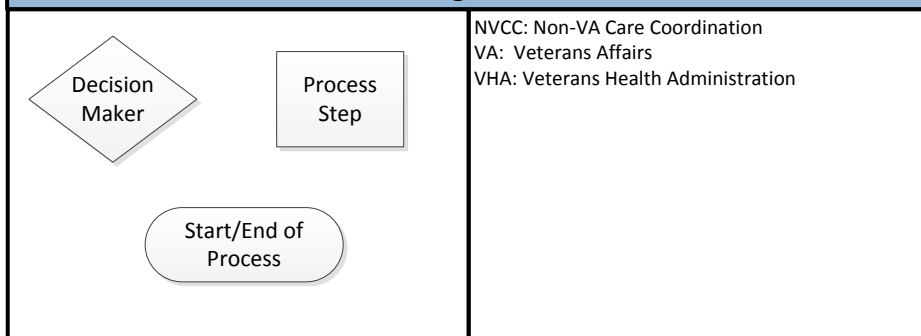 Decision
Maker
Process
Step
Start/End of
Process
NVCC: Non-VA Care Coordination
VA:  Veterans Affairs
VHA: Veterans Health Administration